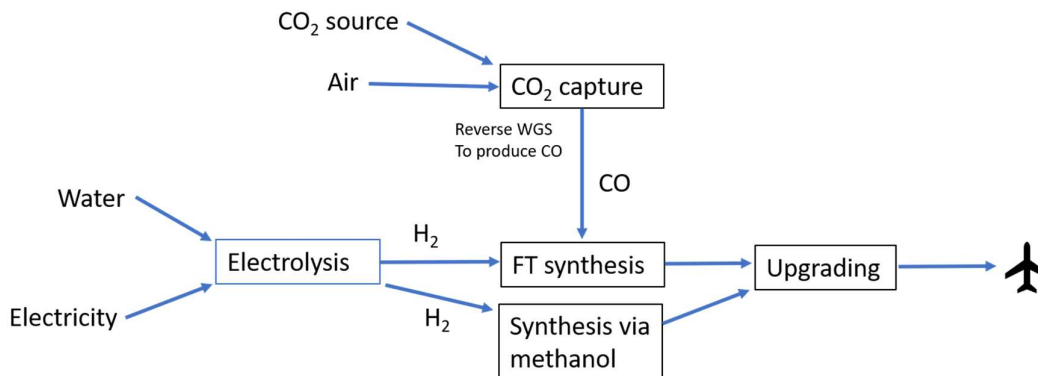 CO₂ source
Air
CO₂ capture
Reverse WGS
To produce CO
CO
Water
Electricity
Electrolysis
H₂
H₂
FT synthesis
Synthesis via
methanol
Upgrading